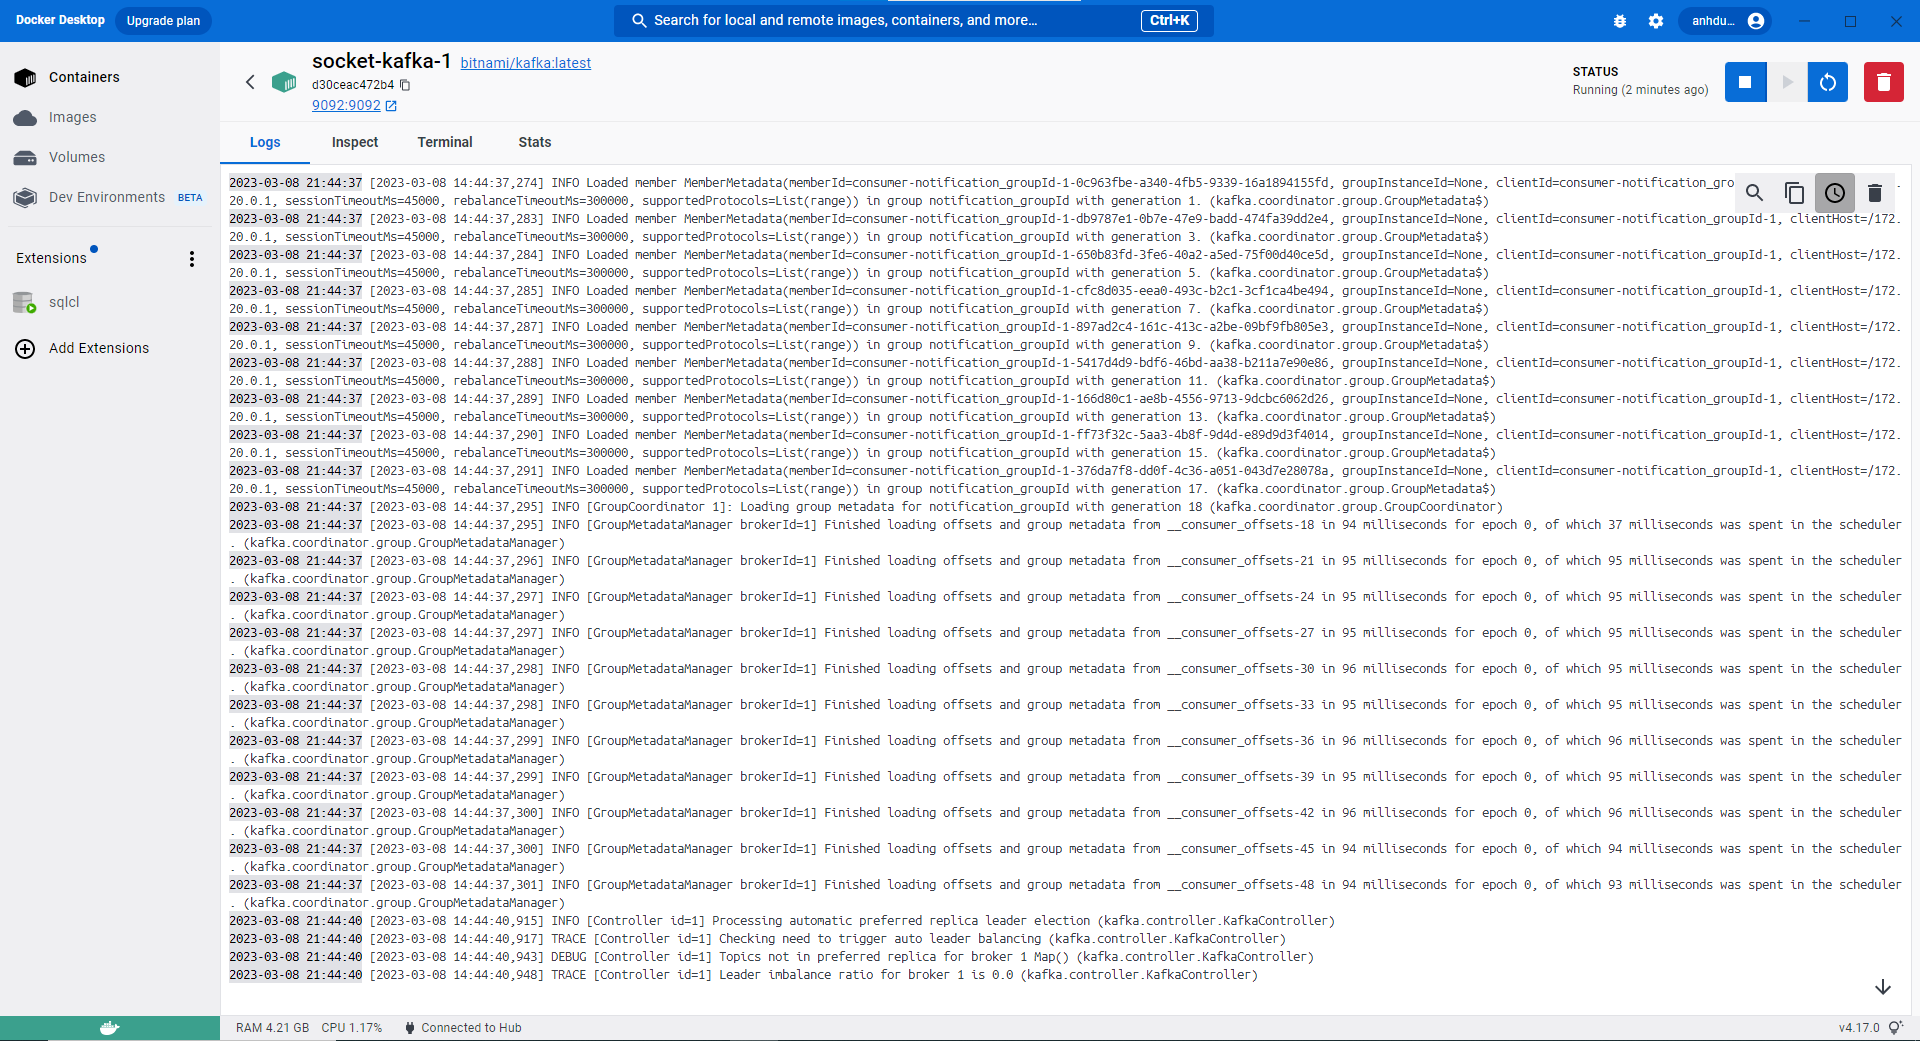 Docker Desktop
Upgrade plan
Search for local and remote images, containers, and more...
Ctrl+K
anhdu...
Containers
Images
Volumes
Dev Environments BETA
Extensions
sqlcl
Add Extensions
socket-kafka-1 bitnami/kafka:latest
d30ceac472b4
9092:9092
STATUS
Running (2 minutes ago)
Logs Inspect Terminal Stats
2023-03-08 21:44:37 [2023-03-08 14:44:37,274] INFO Loaded member MemberMetadata(memberId=consumer-notification_groupId-1-0c963fbe-a340-4fb5-9339-16a1894155fd, groupInstanceId=None, clientId=consumer-notification_gro
20.0.1, sessionTimeoutMs=45000, rebalanceTimeoutMs=300000, supportedProtocols=List(range)) in group notification_groupId with generation 1. (kafka.coordinator.group.GroupMetadata$)
2023-03-08 21:44:37 [2023-03-08 14:44:37,283] INFO Loaded member MemberMetadata(memberId=consumer-notification_groupId-1-db9787e1-0b7e-47e9-badd-474fa39dd2e4, groupInstanceId=None, clientId=consumer-notification_groupId-1, clientHost=/172.
20.0.1, sessionTimeoutMs=45000, rebalanceTimeoutMs=300000, supportedProtocols=List(range)) in group notification_groupId with generation 3. (kafka.coordinator.group.GroupMetadata$)
2023-03-08 21:44:37 [2023-03-08 14:44:37,284] INFO Loaded member MemberMetadata(memberId=consumer-notification_groupId-1-650b83fd-3fe6-40a2-a5ed-75f00d40ce5d, groupInstanceId=None, clientId=consumer-notification_groupId-1, clientHost=/172.
20.0.1, sessionTimeoutMs=45000, rebalanceTimeoutMs=300000, supportedProtocols=List(range)) in group notification_groupId with generation 5. (kafka.coordinator.group.GroupMetadata$)
2023-03-08 21:44:37 [2023-03-08 14:44:37,285] INFO Loaded member MemberMetadata(memberId=consumer-notification_groupId-1-cfc8d035-eea0-493c-b2c1-3cf1ca4be494, groupInstanceId=None, clientId=consumer-notification_groupId-1, clientHost=/172.
20.0.1, sessionTimeoutMs=45000, rebalanceTimeoutMs=300000, supportedProtocols=List(range)) in group notification_groupId with generation 7. (kafka.coordinator.group.GroupMetadata$)
2023-03-08 21:44:37 [2023-03-08 14:44:37,287] INFO Loaded member MemberMetadata(memberId=consumer-notification_groupId-1-897ad2c4-161c-413c-a2be-09bf9fb805e3, groupInstanceId=None, clientId=consumer-notification_groupId-1, clientHost=/172.
20.0.1, sessionTimeoutMs=45000, rebalanceTimeoutMs=300000, supportedProtocols=List(range)) in group notification_groupId with generation 9. (kafka.coordinator.group.GroupMetadata$)
2023-03-08 21:44:37 [2023-03-08 14:44:37,288] INFO Loaded member MemberMetadata(memberId=consumer-notification_groupId-1-5417d4d9-bdf6-46bd-aa38-b211a7e90e86, groupInstanceId=None, clientId=consumer-notification_groupId-1, clientHost=/172.
20.0.1, sessionTimeoutMs=45000, rebalanceTimeoutMs=300000, supportedProtocols=List(range)) in group notification_groupId with generation 11. (kafka.coordinator.group.GroupMetadata$)
2023-03-08 21:44:37 [2023-03-08 14:44:37,289] INFO Loaded member MemberMetadata(memberId=consumer-notification_groupId-1-166d80c1-ae8b-4556-9713-9dcbc6062d26, groupInstanceId=None, clientId=consumer-notification_groupId-1, clientHost=/172.
20.0.1, sessionTimeoutMs=45000, rebalanceTimeoutMs=300000, supportedProtocols=List(range)) in group notification_groupId with generation 13. (kafka.coordinator.group.GroupMetadata$)
2023-03-08 21:44:37 [2023-03-08 14:44:37,290] INFO Loaded member MemberMetadata(memberId=consumer-notification_groupId-1-ff73f32c-5aa3-4b8f-9d4d-e89d9d3f4014, groupInstanceId=None, clientId=consumer-notification_groupId-1, clientHost=/172.
20.0.1, sessionTimeoutMs=45000, rebalanceTimeoutMs=300000, supportedProtocols=List(range)) in group notification_groupId with generation 15. (kafka.coordinator.group.GroupMetadata$)
2023-03-08 21:44:37 [2023-03-08 14:44:37,291] INFO Loaded member MemberMetadata(memberId=consumer-notification_groupId-1-376da7f8-dd0f-4c36-a051-043d7e28078a, groupInstanceId=None, clientId=consumer-notification_groupId-1, clientHost=/172.
20.0.1, sessionTimeoutMs=45000, rebalanceTimeoutMs=300000, supportedProtocols=List(range)) in group notification_groupId with generation 17. (kafka.coordinator.group.GroupMetadata$)
2023-03-08 21:44:37 [2023-03-08 14:44:37,295] INFO [GroupCoordinator 1]: Loading group metadata for notification_groupId with generation 18 (kafka.coordinator.group.GroupCoordinator)
2023-03-08 21:44:37 [2023-03-08 14:44:37,295] INFO [GroupMetadataManager brokerId=1] Finished loading offsets and group metadata from __consumer_offsets-18 in 94 milliseconds for epoch 0, of which 37 milliseconds was spent in the scheduler
. (kafka.coordinator.group.GroupMetadataManager)
2023-03-08 21:44:37 [2023-03-08 14:44:37,296] INFO [GroupMetadataManager brokerId=1] Finished loading offsets and group metadata from __consumer_offsets-21 in 95 milliseconds for epoch 0, of which 95 milliseconds was spent in the scheduler
. (kafka.coordinator.group.GroupMetadataManager)
2023-03-08 21:44:37 [2023-03-08 14:44:37,297] INFO [GroupMetadataManager brokerId=1] Finished loading offsets and group metadata from __consumer_offsets-24 in 95 milliseconds for epoch 0, of which 95 milliseconds was spent in the scheduler
. (kafka.coordinator.group.GroupMetadataManager)
2023-03-08 21:44:37 [2023-03-08 14:44:37,297] INFO [GroupMetadataManager brokerId=1] Finished loading offsets and group metadata from __consumer_offsets-27 in 95 milliseconds for epoch 0, of which 95 milliseconds was spent in the scheduler
. (kafka.coordinator.group.GroupMetadataManager)
2023-03-08 21:44:37 [2023-03-08 14:44:37,298] INFO [GroupMetadataManager brokerId=1] Finished loading offsets and group metadata from __consumer_offsets-30 in 96 milliseconds for epoch 0, of which 95 milliseconds was spent in the scheduler
. (kafka.coordinator.group.GroupMetadataManager)
2023-03-08 21:44:37 [2023-03-08 14:44:37,298] INFO [GroupMetadataManager brokerId=1] Finished loading offsets and group metadata from __consumer_offsets-33 in 95 milliseconds for epoch 0, of which 95 milliseconds was spent in the scheduler
. (kafka.coordinator.group.GroupMetadataManager)
2023-03-08 21:44:37 [2023-03-08 14:44:37,299] INFO [GroupMetadataManager brokerId=1] Finished loading offsets and group metadata from __consumer_offsets-36 in 96 milliseconds for epoch 0, of which 96 milliseconds was spent in the scheduler
. (kafka.coordinator.group.GroupMetadataManager)
2023-03-08 21:44:37 [2023-03-08 14:44:37,299] INFO [GroupMetadataManager brokerId=1] Finished loading offsets and group metadata from __consumer_offsets-39 in 95 milliseconds for epoch 0, of which 95 milliseconds was spent in the scheduler
. (kafka.coordinator.group.GroupMetadataManager)
2023-03-08 21:44:37 [2023-03-08 14:44:37,300] INFO [GroupMetadataManager brokerId=1] Finished loading offsets and group metadata from __consumer_offsets-42 in 96 milliseconds for epoch 0, of which 96 milliseconds was spent in the scheduler
. (kafka.coordinator.group.GroupMetadataManager)
2023-03-08 21:44:37 [2023-03-08 14:44:37,300] INFO [GroupMetadataManager brokerId=1] Finished loading offsets and group metadata from __consumer_offsets-45 in 94 milliseconds for epoch 0, of which 94 milliseconds was spent in the scheduler
. (kafka.coordinator.group.GroupMetadataManager)
2023-03-08 21:44:37 [2023-03-08 14:44:37,301] INFO [GroupMetadataManager brokerId=1] Finished loading offsets and group metadata from __consumer_offsets-48 in 94 milliseconds for epoch 0, of which 93 milliseconds was spent in the scheduler
. (kafka.coordinator.group.GroupMetadataManager)
2023-03-08 21:44:40 [2023-03-08 14:44:40,915] INFO [Controller id=1] Processing automatic preferred replica leader election (kafka.controller.KafkaController)
2023-03-08 21:44:40 [2023-03-08 14:44:40,917] TRACE [Controller id=1] Checking need to trigger auto leader balancing (kafka.controller.KafkaController)
2023-03-08 21:44:40 [2023-03-08 14:44:40,943] DEBUG [Controller id=1] Topics not in preferred replica for broker 1 Map() (kafka.controller.KafkaController)
2023-03-08 21:44:40 [2023-03-08 14:44:40,948] TRACE [Controller id=1] Leader imbalance ratio for broker 1 is 0.0 (kafka.controller.KafkaController)
RAM 4.21 GB CPU 1.17% Connected to Hub
v4.17.0